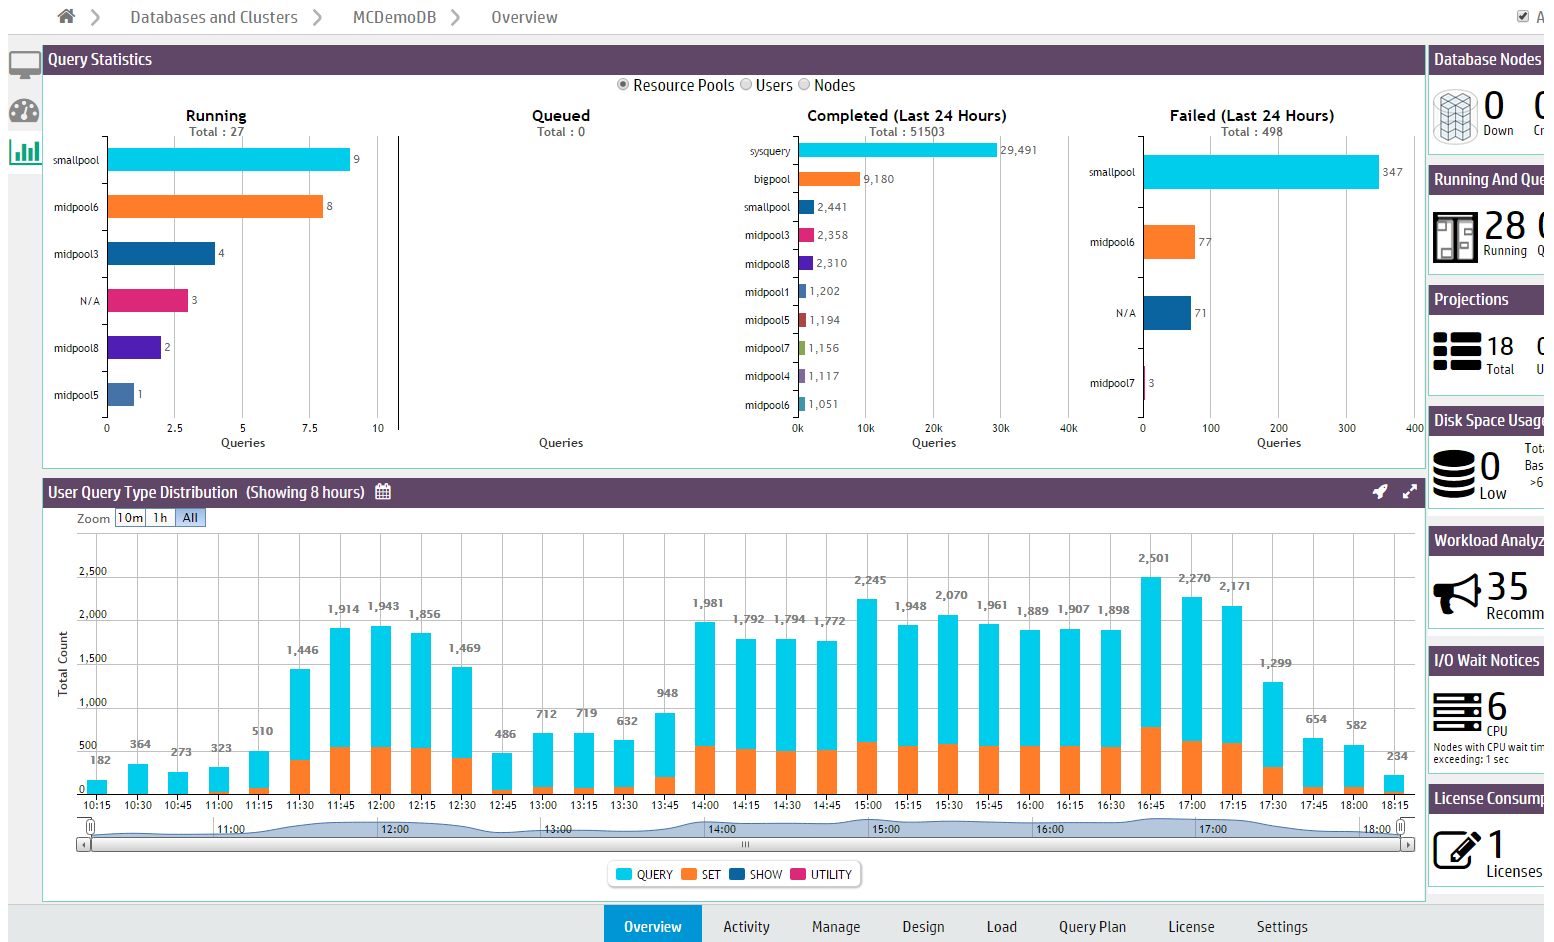 Databases and Clusters MCDemoDB Overview
Query Statistics
Resource Pools Users Nodes
Running
Total : 27
smallpool 9
midpool6 8
midpool3 4
N/A 3
midpool8 2
midpool5 1
0 2.5 5 7.5 10
Queries
Queued
Total : 0
Queries
Completed (Last 24 Hours)
Total : 51503
sysquery 29,491
bigpool 9,180
smallpool 2,441
midpool3 2,358
midpool8 2,310
midpool1 1,202
midpool5 1,194
midpool7 1,156
midpool4 1,117
midpool6 1,051
0k 10k 20k 30k 40k
Queries
Failed (Last 24 Hours)
Total : 498
smallpool 347
midpool6 77
N/A 71
midpool7 3
0 100 200 300 400
Queries
Database Nodes
0
Down
Running And Que
28
Running
Projections
18
Total
Disk Space Usage
0
Low
>6
Workload Analyz
35
Recomm
I/O Wait Notices
6
CPU
Nodes with CPU wait tim
exceeding: 1 sec
License Consump
1
Licenses
User Query Type Distribution (Showing 8 hours)
Zoom 10m 1h All
Total Count
2,500
2,000
1,500
1,000
500
0
182 364 273 323 510 1,446 1,914 1,943 1,856 1,469 486 712 719 632 948 1,981 1,792 1,794 1,772 2,245 1,948 2,070 1,961 1,889 1,907 1,898 2,501 2,270 2,171 1,299 654 582 234
10:15 10:30 10:45 11:00 11:15 11:30 11:45 12:00 12:15 12:30 12:45 13:00 13:15 13:30 13:45 14:00 14:15 14:30 14:45 15:00 15:15 15:30 15:45 16:00 16:15 16:30 16:45 17:00 17:15 17:30 17:45 18:00 18:15
11:00 12:00 13:00 14:00 15:00 16:00 17:00 18:00
QUERY SET SHOW UTILITY
Overview Activity Manage Design Load Query Plan License Settings